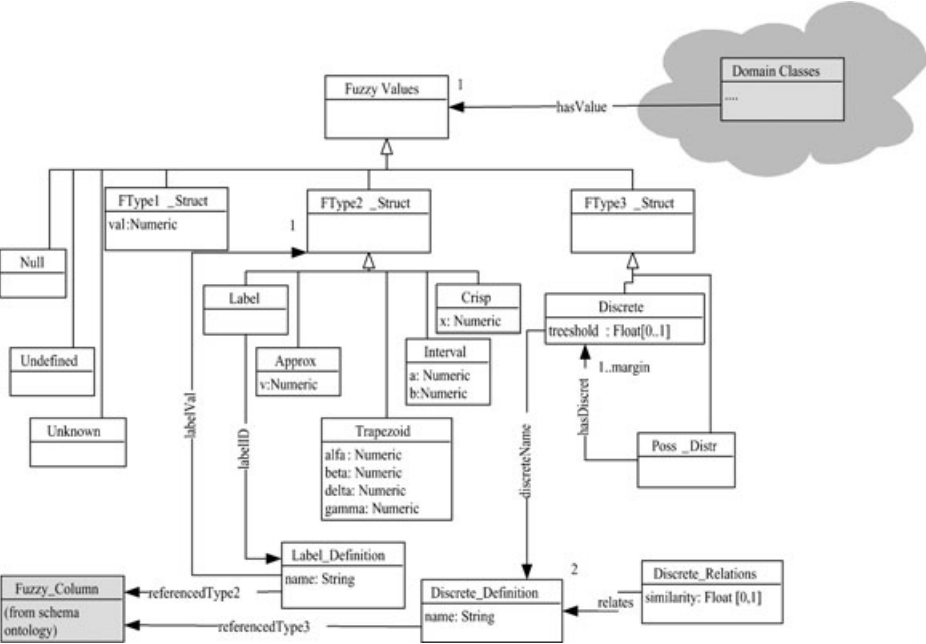 Domain Classes
....
Fuzzy Values
1
hasValue
FType1 _Struct
val:Numeric
FType2 _Struct
1
FType3 _Struct
Null
Label
Crisp
x: Numeric
Discrete
treeshold : Float[0..1]
Undefined
Approx
v:Numeric
Interval
a: Numeric
b:Numeric
1..margin
hasDiscret
Unknown
labelVal
labelID
Trapezoid
alfa : Numeric
beta: Numeric
delta: Numeric
gamma: Numeric
discreteName
Poss _Distr
Label_Definition
name: String
2
Discrete_Relations
similarity: Float [0,1]
Fuzzy_Column
(from schema
ontology)
referencedType2
Discrete_Definition
name: String
relates
referencedType3